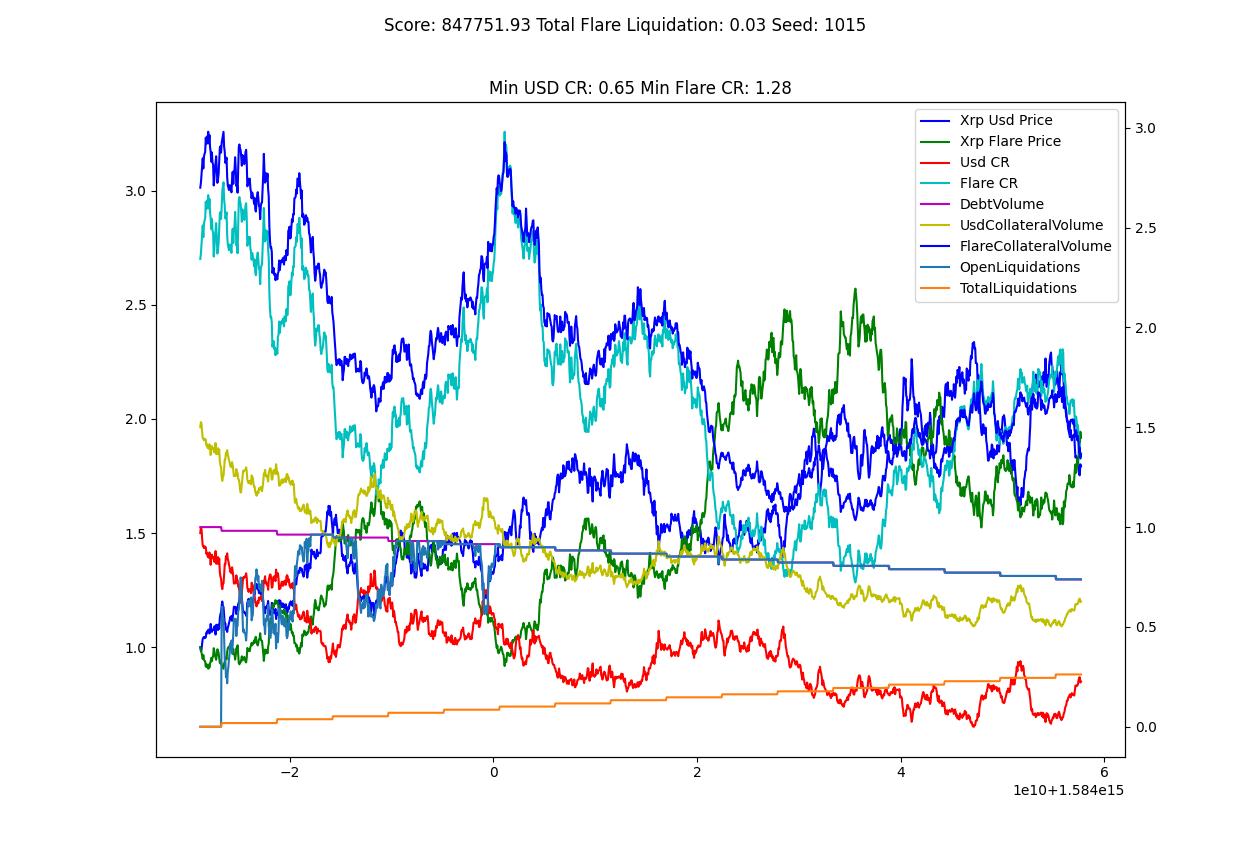 Score: 847751.93 Total Flare Liquidation: 0.03 Seed: 1015
Min USD CR: 0.65 Min Flare CR: 1.28
Xrp Usd Price
Xrp Flare Price
Usd CR
Flare CR
DebtVolume
UsdCollateralVolume
FlareCollateralVolume
OpenLiquidations
TotalLiquidations
3.0
2.5
2.0
1.5
1.0
3.0
2.5
2.0
1.5
1.0
0.5
0.0
−2 0 2 4 6
1e10+1.584e15